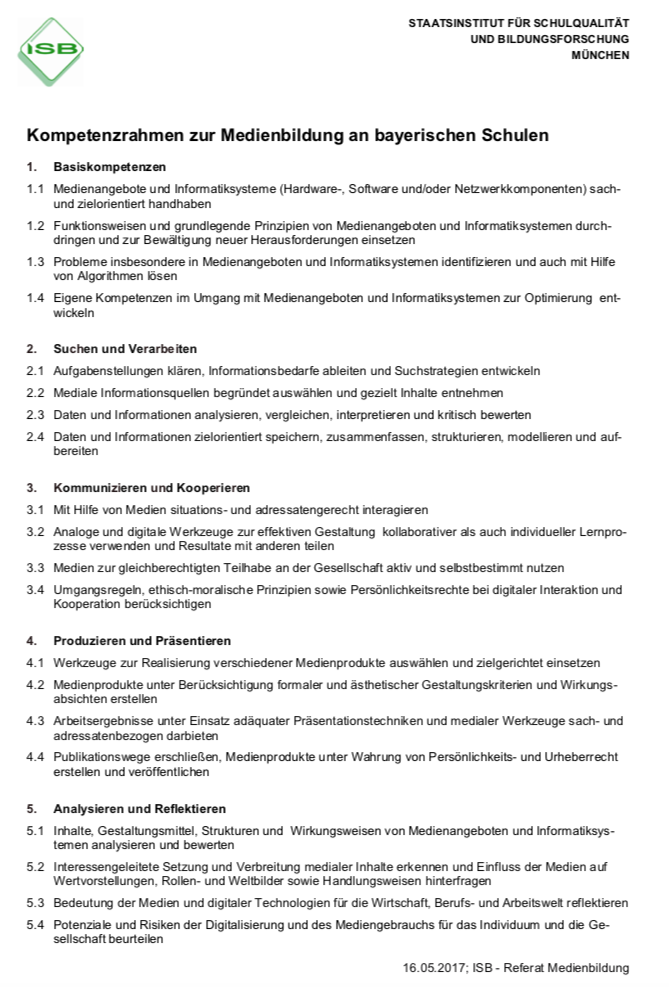 ISB
STAATSINSTITUT FÜR SCHULQUALITÄT
UND BILDUNGSFORSCHUNG
MÜNCHEN
Kompetenzrahmen zur Medienbildung an bayerischen Schulen
1. Basiskompetenzen
1.1 Medienangebote und Informatiksysteme (Hardware-, Software und/oder Netzwerkkomponenten) sach-
und zielorientiert handhaben
1.2 Funktionsweisen und grundlegende Prinzipien von Medienangeboten und Informatiksystemen durch-
dringen und zur Bewältigung neuer Herausforderungen einsetzen
1.3 Probleme insbesondere in Medienangeboten und Informatiksystemen identifizieren und auch mit Hilfe
von Algorithmen lösen
1.4 Eigene Kompetenzen im Umgang mit Medienangeboten und Informatiksystemen zur Optimierung ent-
wickeln
2. Suchen und Verarbeiten
2.1 Aufgabenstellungen klären, Informationsbedarfe ableiten und Suchstrategien entwickeln
2.2 Mediale Informationsquellen begründet auswählen und gezielt Inhalte entnehmen
2.3 Daten und Informationen analysieren, vergleichen, interpretieren und kritisch bewerten
2.4 Daten und Informationen zielorientiert speichern, zusammenfassen, strukturieren, modellieren und auf-
bereiten
3. Kommunizieren und Kooperieren
3.1 Mit Hilfe von Medien situations- und adressatengerecht interagieren
3.2 Analoge und digitale Werkzeuge zur effektiven Gestaltung kollaborativer als auch individueller Lernpro-
zesse verwenden und Resultate mit anderen teilen
3.3 Medien zur gleichberechtigten Teilhabe an der Gesellschaft aktiv und selbstbestimmt nutzen
3.4 Umgangsregeln, ethisch-moralische Prinzipien sowie Persönlichkeitsrechte bei digitaler Interaktion und
Kooperation berücksichtigen
4. Produzieren und Präsentieren
4.1 Werkzeuge zur Realisierung verschiedener Medienprodukte auswählen und zielgerichtet einsetzen
4.2 Medienprodukte unter Berücksichtigung formaler und ästhetischer Gestaltungskriterien und Wirkungs-
absichten erstellen
4.3 Arbeitsergebnisse unter Einsatz adäquater Präsentationstechniken und medialer Werkzeuge sach- und
adressatenbezogen darbieten
4.4 Publikationswege erschließen, Medienprodukte unter Wahrung von Persönlichkeits- und Urheberrecht
erstellen und veröffentlichen
5. Analysieren und Reflektieren
5.1 Inhalte, Gestaltungsmittel, Strukturen und Wirkungsweisen von Medienangeboten und Informatiksys-
temen analysieren und bewerten
5.2 Interessengeleitete Setzung und Verbreitung medialer Inhalte erkennen und Einfluss der Medien auf
Wertvorstellungen, Rollen- und Weltbilder sowie Handlungsweisen hinterfragen
5.3 Bedeutung der Medien und digitaler Technologien für die Wirtschaft, Berufs- und Arbeitswelt reflektieren
5.4 Potenziale und Risiken der Digitalisierung und des Mediengebrauchs für das Individuum und die Ge-
sellschaft beurteilen
16.05.2017; ISB - Referat Medienbildung